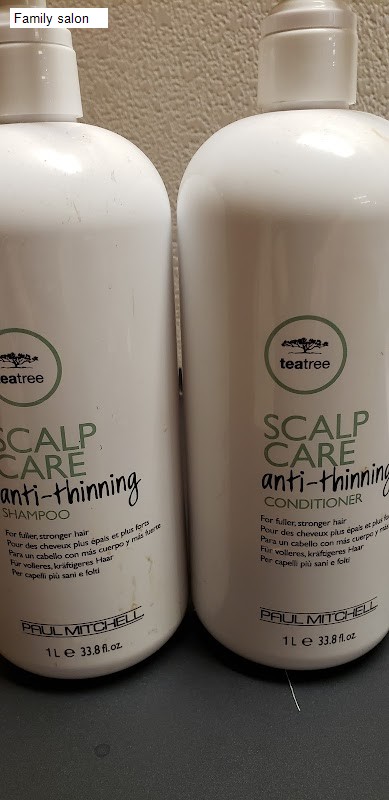 Family salon
teatree
SCALP
CARE
anti-thinning
SHAMPOO
For fuller, stronger hair
Pour des cheveux plus épais et plus forts
Para un cabello con más cuerpo y más fuerte
Für volleres, kräftigeres Haar
Per capelli più sani e folti
PAUL MITCHELL
1 L e 33.8 fl.oz.
teatree
SCALP
CARE
anti-thinning
CONDITIONER
For fuller, stronger hair
Pour des cheveux plus épais et plus
Para un cabello con más cuerpo y más
Für volleres, kräftigeres Haar
Per capelli più sani e folti
PAUL MITCHELL
1 L e 33.8 fl.oz.